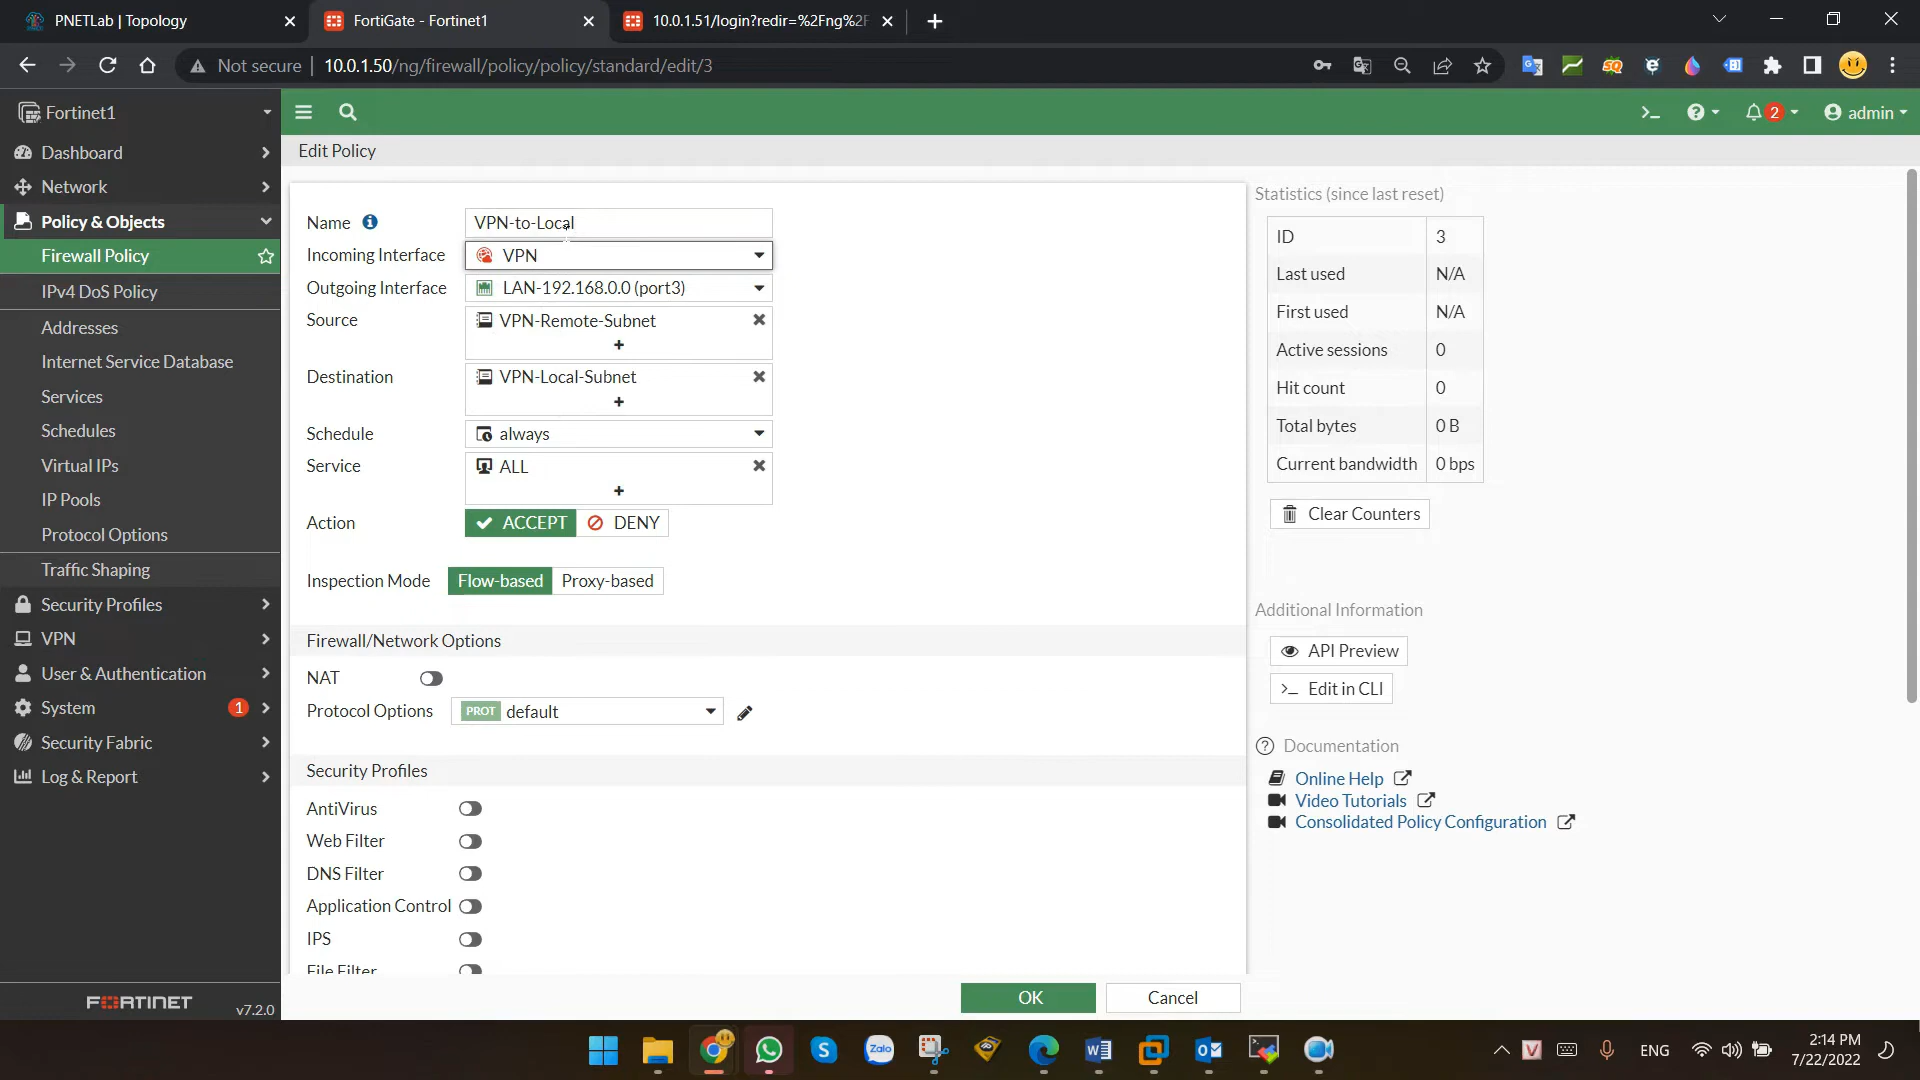 PNETLab | Topology
FortiGate - Fortinet1
10.0.1.51/login?redir=%2Fng%2F
Not secure
10.0.1.50/ng/firewall/policy/policy/standard/edit/3
Fortinet1
2
admin
Dashboard
Network
Policy & Objects
Firewall Policy
IPv4 DoS Policy
Addresses
Internet Service Database
Services
Schedules
Virtual IPs
IP Pools
Protocol Options
Traffic Shaping
Security Profiles
VPN
User & Authentication
System
1
Security Fabric
Log & Report
FORTINET
v7.2.0
Edit Policy
Name
VPN-to-Local
Incoming Interface
VPN
Outgoing Interface
LAN-192.168.0.0 (port3)
Source
VPN-Remote-Subnet
Destination
VPN-Local-Subnet
Schedule
always
Service
ALL
Action
ACCEPT
DENY
Inspection Mode
Flow-based
Proxy-based
Firewall/Network Options
NAT
Protocol Options
PROT
default
Security Profiles
AntiVirus
Web Filter
DNS Filter
Application Control
IPS
File Filter
OK
Cancel
Statistics (since last reset)
ID 3
Last used N/A
First used N/A
Active sessions 0
Hit count 0
Total bytes 0 B
Current bandwidth 0 bps
Clear Counters
Additional Information
API Preview
>_ Edit in CLI
Documentation
Online Help
Video Tutorials
Consolidated Policy Configuration
Zalo
ENG
2:14 PM
7/22/2022